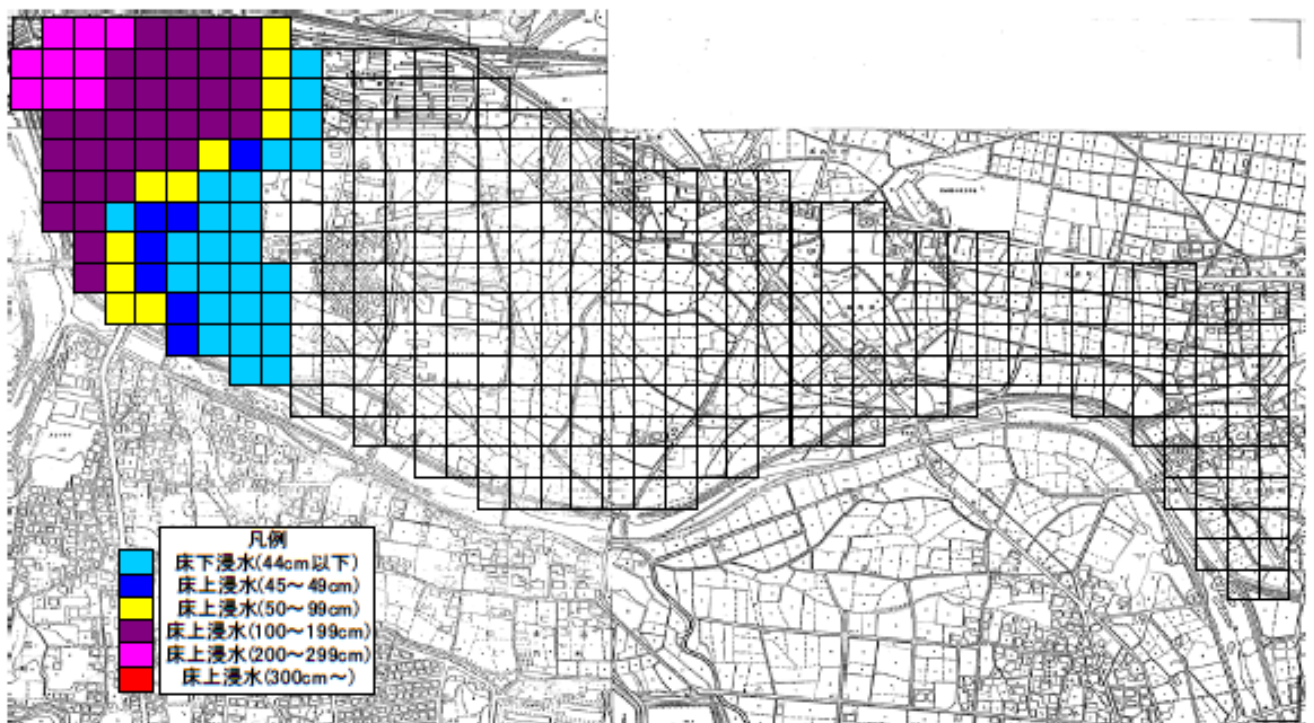 凡例
床下浸水(44cm以下)
床上浸水(45～49cm)
床上浸水(50～99cm)
床上浸水(100～199cm)
床上浸水(200～299cm)
床上浸水(300cm～)